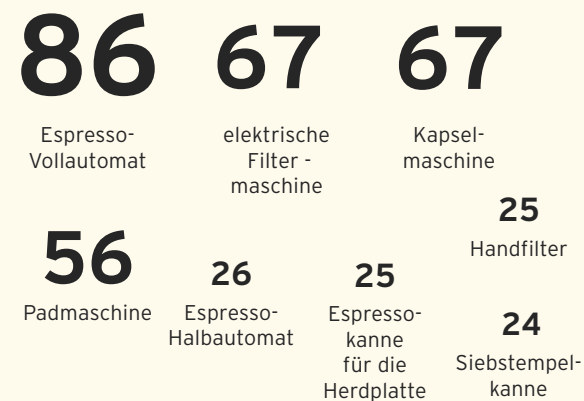 86
Espresso-
Vollautomat
67
elektrische
Filter -
maschine
67
Kapsel-
maschine
25
Handfilter
56
Padmaschine
26
Espresso-
Halbautomat
25
Espresso-
kanne
für die
Herdplatte
24
Siebstempel-
kanne